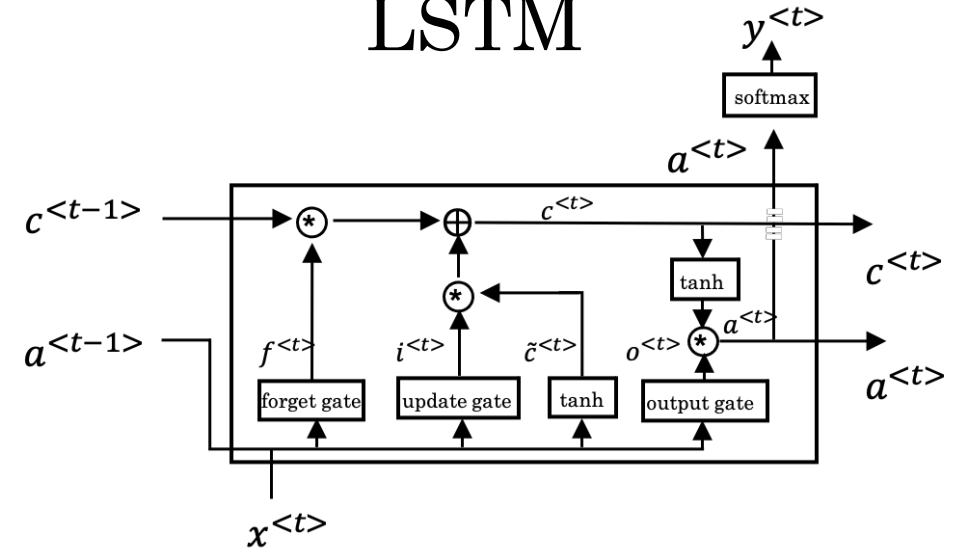 LSTM
y<t>
softmax
a<t>
c<t-1>
*
c<t>
c<t>
tanh
*
a<t-1>
f<t>
i<t>
c̃<t>
o<t>
*
a<t>
a<t>
forget gate
update gate
tanh
output gate
x<t>